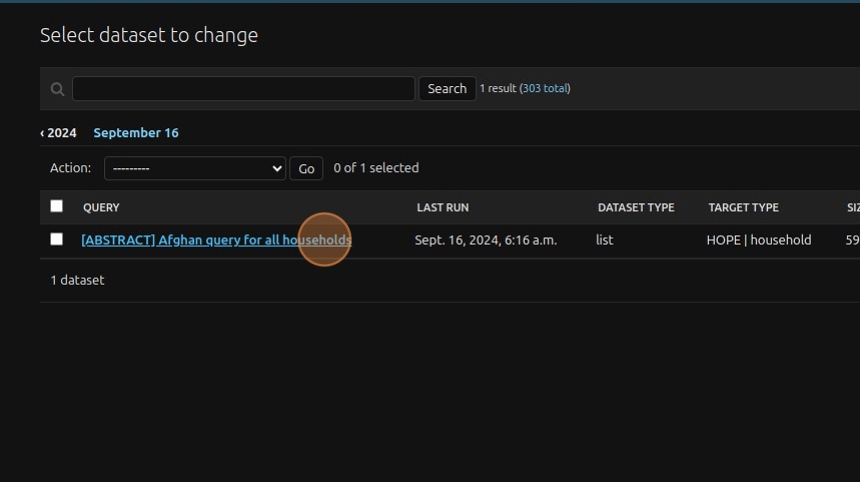 Select dataset to change
Search 1 result (303 total)
‹ 2024 September 16
Action: --------- Go 0 of 1 selected
QUERY LAST RUN DATASET TYPE TARGET TYPE
[ABSTRACT] Afghan query for all households Sept. 16, 2024, 6:16 a.m. list HOPE | household
1 dataset